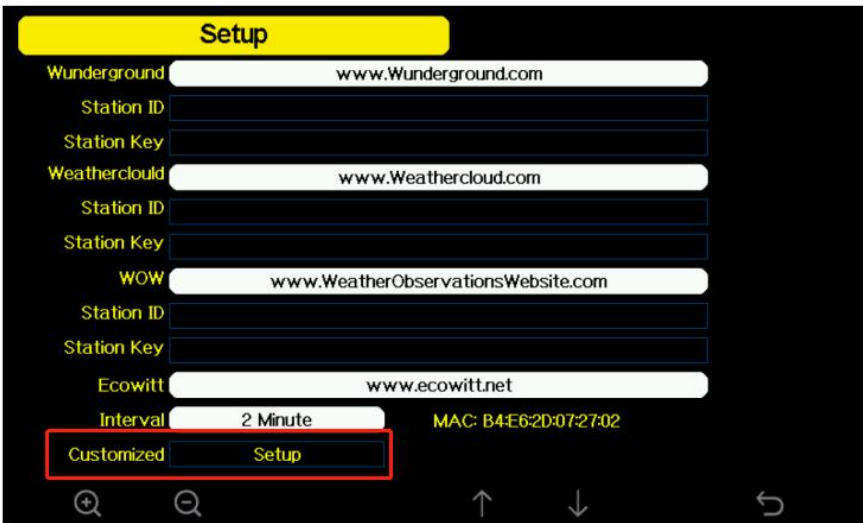 Setup
Wunderground www.Wunderground.com
Station ID
Station Key
Weatherclould www.Weathercloud.com
Station ID
Station Key
WOW www.WeatherObservationsWebsite.com
Station ID
Station Key
Ecowitt www.ecowitt.net
Interval 2 Minute MAC: B4:E6:2D:07:27:02
Customized Setup